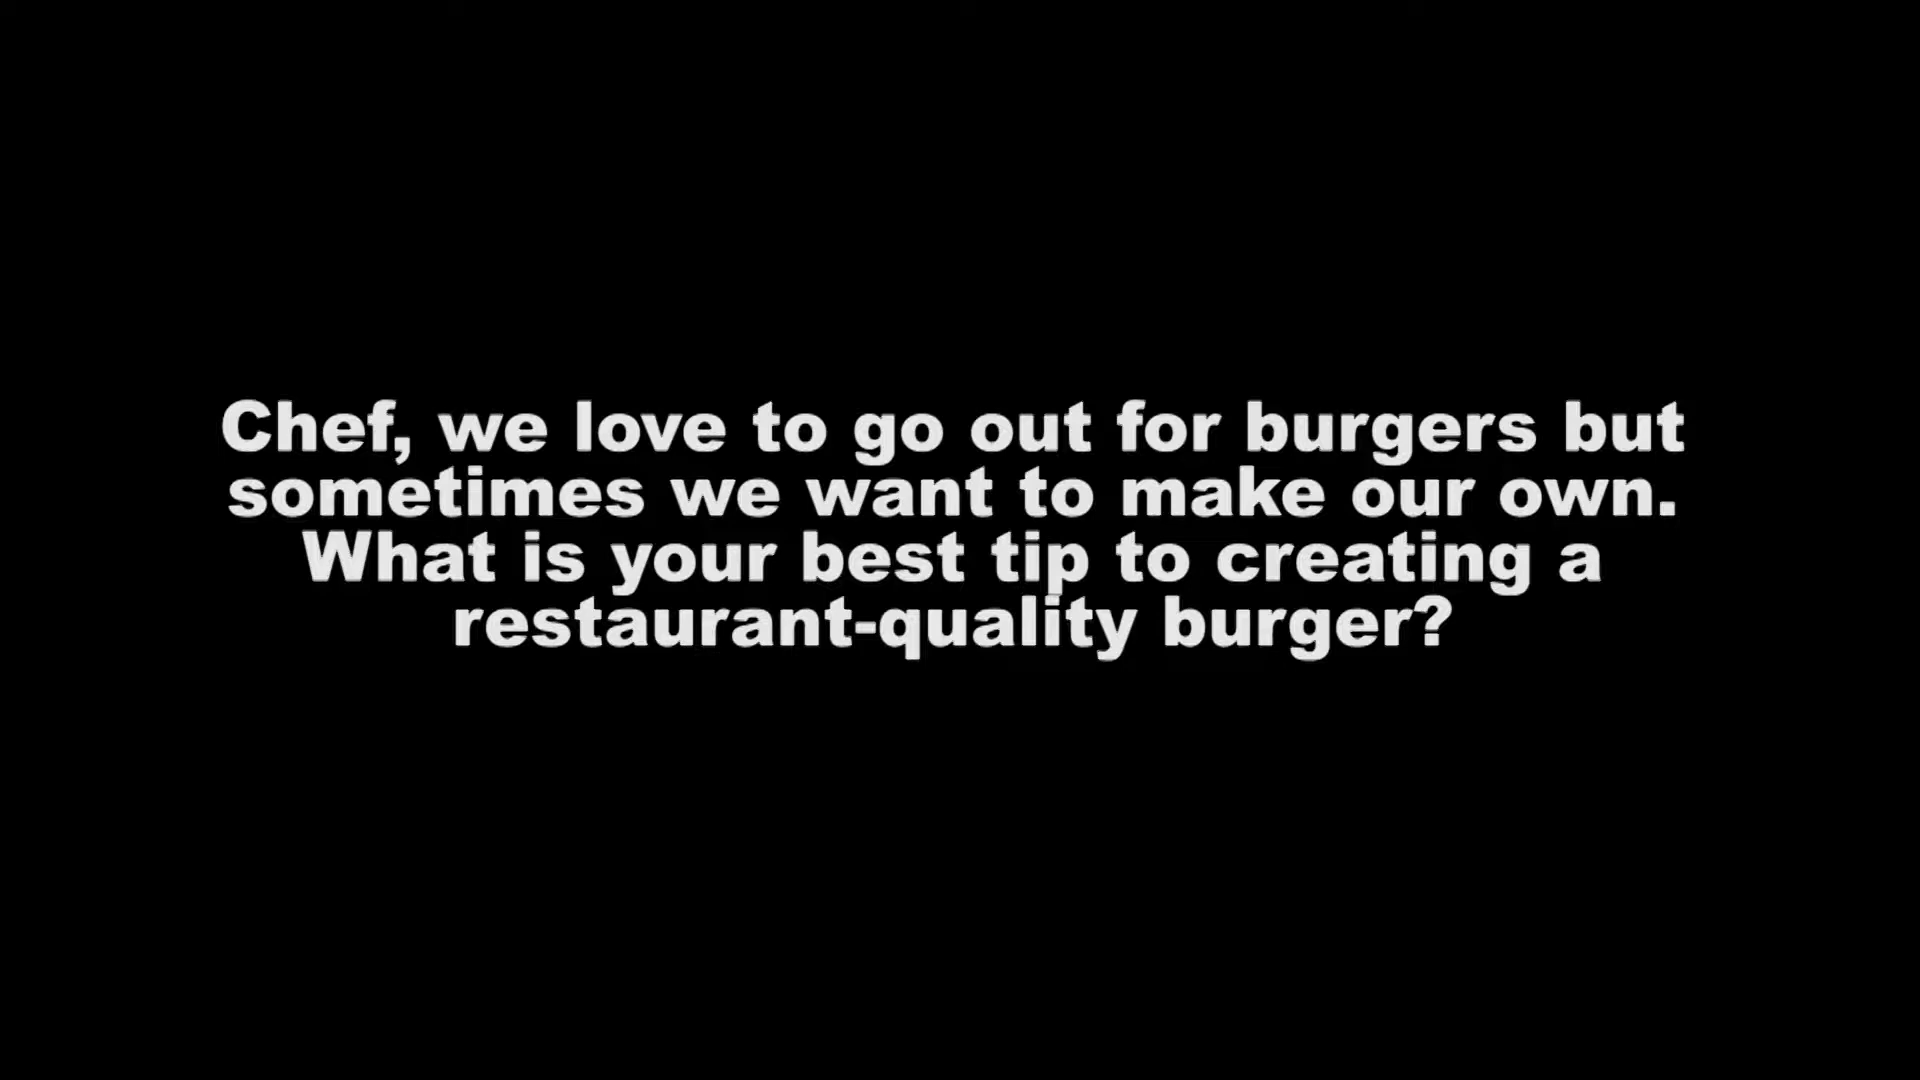 Chef, we love to go out for burgers but
sometimes we want to make our own.
What is your best tip to creating a
restaurant-quality burger?